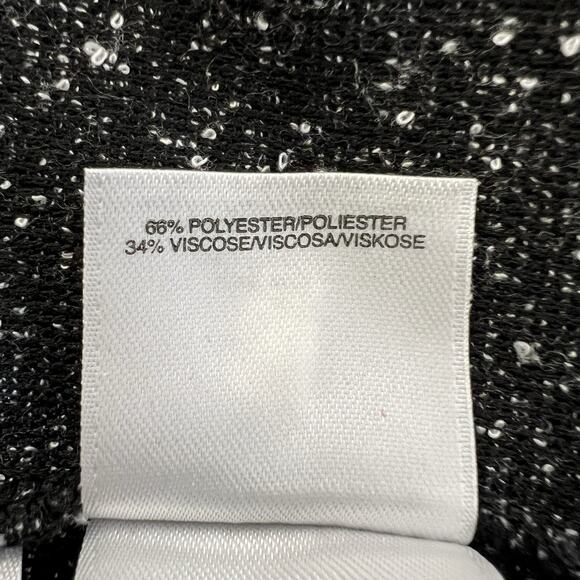 66% POLYESTER/POLIESTER
34% VISCOSE/VISCOSA/VISKOSE